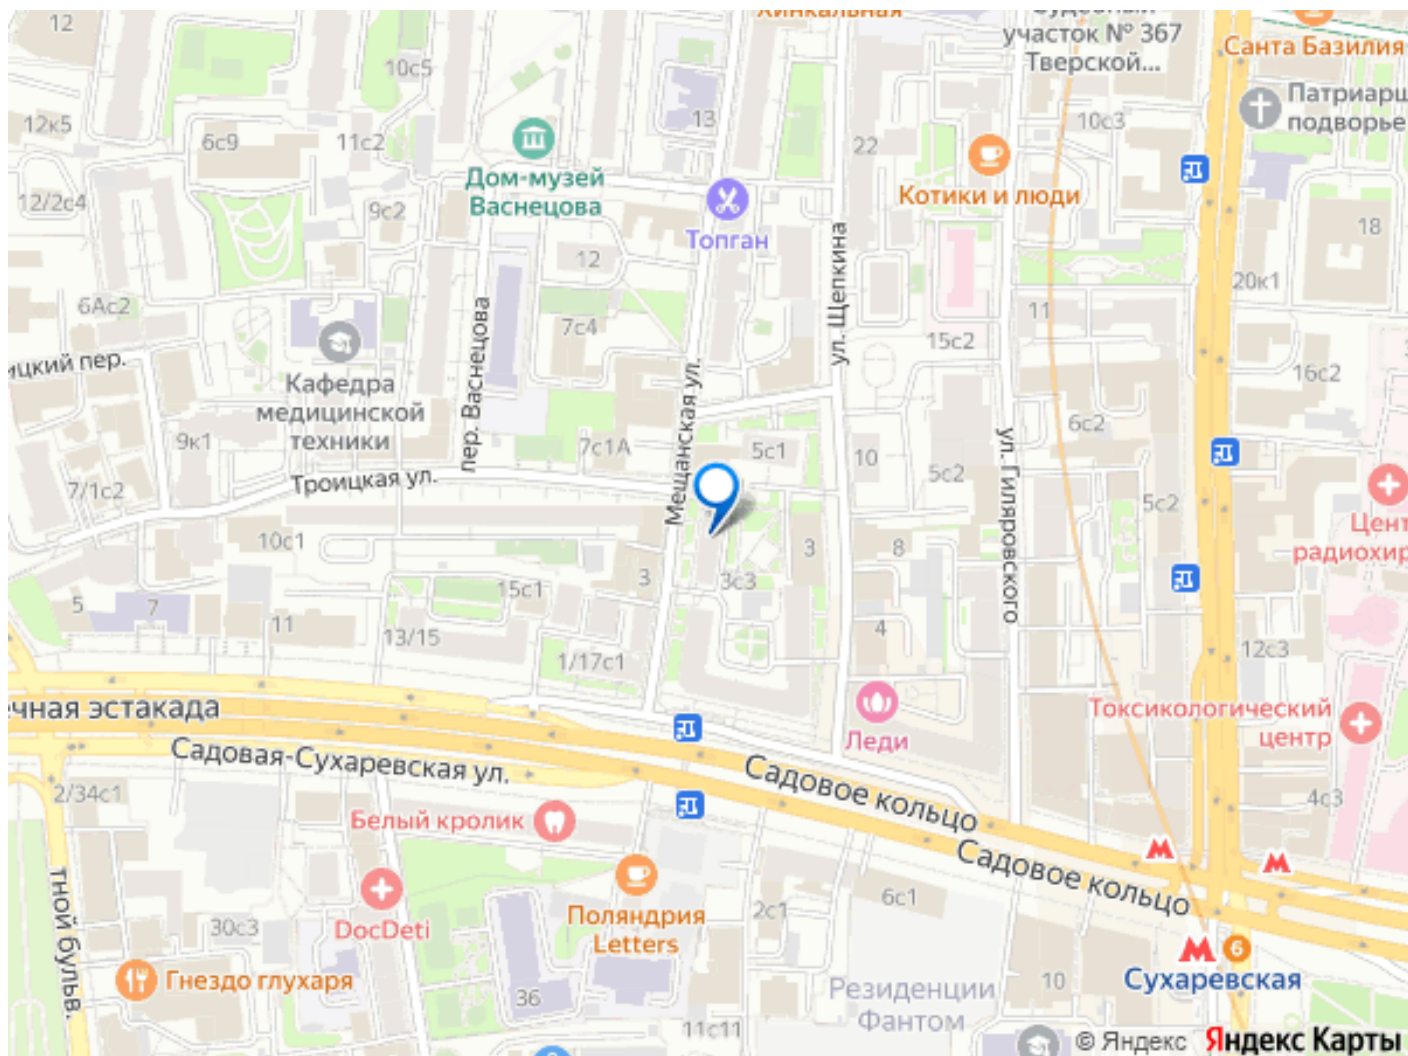 12
Хинкальная
участок № 367
Тверской...
Санта Базилия
10с5
Патриарш
подворье
12к5
6с9
11с2
13
22
10с3
Дом-музей
Васнецова
Котики и люди
12/2с4
9с2
Топган
18
12
ул. Щепкина
20к1
6Ас2
7с4
11
15с2
ицкий пер.
пер. Васнецова
Мещанская ул.
16с2
Кафедра
медицинской
техники
9к1
7с1А
5с1
10
5с2
6с2
ул. Гиляровского
7/1с2
Троицкая ул.
5с2
Цент
радиохир
10с1
3
3с3
3
8
15с1
5
7
11
13/15
4
1/17с1
12с3
ечная эстакада
Токсикологический
центр
Леди
Садовая-Сухаревская ул.
Садовое кольцо
2/34с1
4с3
Белый кролик
Садовое кольцо
тной бульв.
6с1
DocDeti
30с3
Поляндрия
Letters
2с1
6
Сухаревская
Гнездо глухаря
36
Резиденции
Фантом
10
11с11
© Яндекс Яндекс Карты